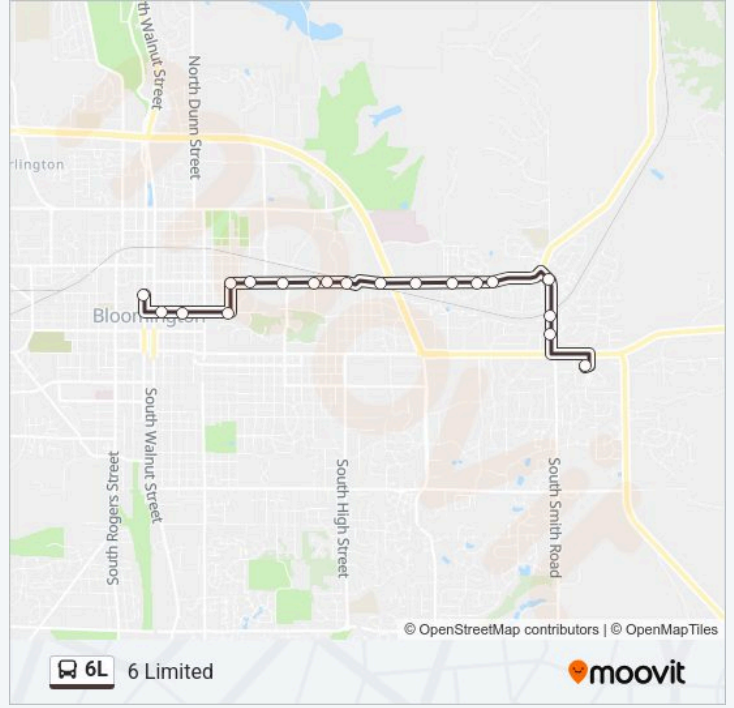 th Walnut Street
North Dunn Street
rlington
Bloomington
South Walnut Street
South Rogers Street
South High Street
South Smith Road
© OpenStreetMap contributors | © OpenMapTiles
6L 6 Limited
moovit